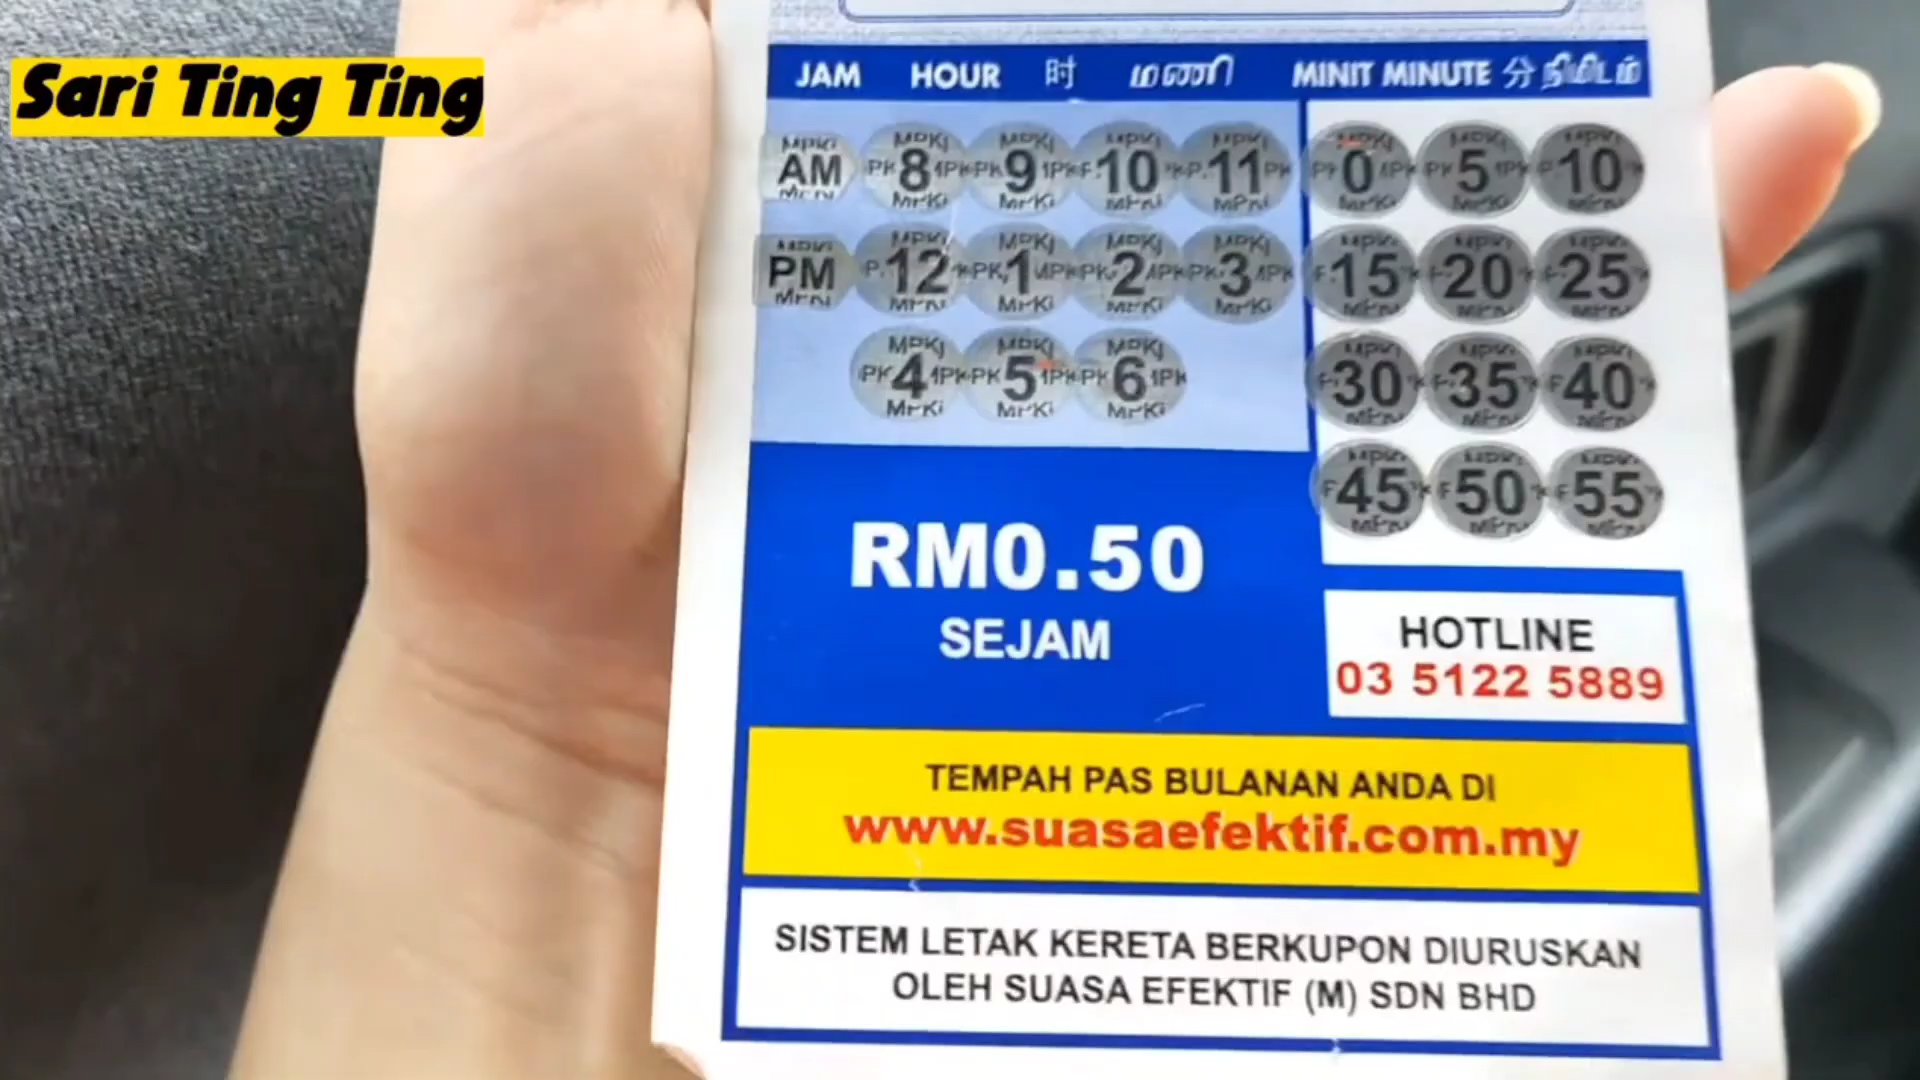 Sari Ting Ting
JAM HOUR 时 மணி MINIT MINUTE 分 நிமிடம்
AM 8 9 10 11 0 5 10
PM 12 1 2 3 15 20 25
4 5 6 30 35 40
45 50 55
RM0.50
SEJAM
HOTLINE
03 5122 5889
TEMPAH PAS BULANAN ANDA DI
www.suasaefektif.com.my
SISTEM LETAK KERETA BERKUPON DIURUSKAN
OLEH SUASA EFEKTIF (M) SDN BHD